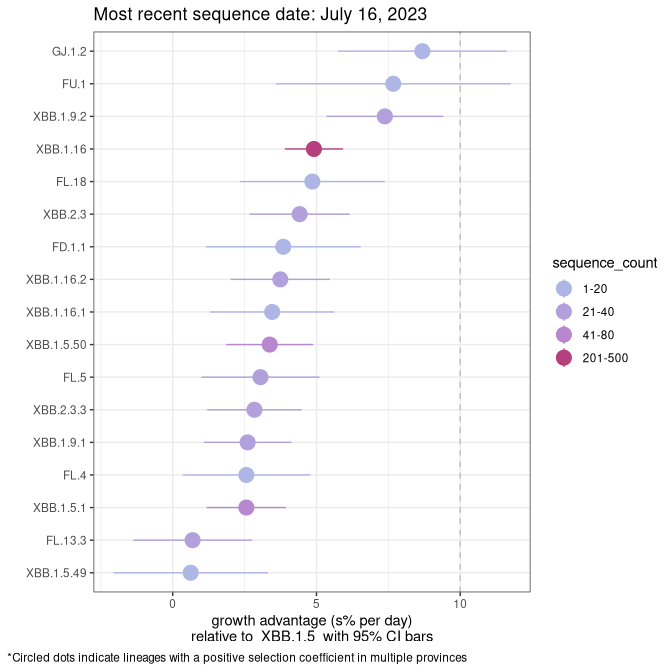 Most recent sequence date: July 16, 2023
GJ.1.2
FU.1
XBB.1.9.2
XBB.1.16
FL.18
XBB.2.3
FD.1.1
XBB.1.16.2
XBB.1.16.1
XBB.1.5.50
FL.5
XBB.2.3.3
XBB.1.9.1
FL.4
XBB.1.5.1
FL.13.3
XBB.1.5.49
0 5 10
growth advantage (s% per day)
relative to XBB.1.5 with 95% CI bars
sequence_count
1-20
21-40
41-80
201-500
*Circled dots indicate lineages with a positive selection coefficient in multiple provinces